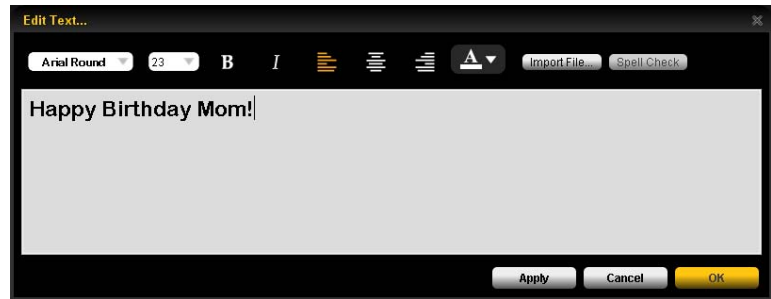 Edit Text...
Arial Round 23 B I A Import File... Spell Check
Happy Birthday Mom!
Apply Cancel OK